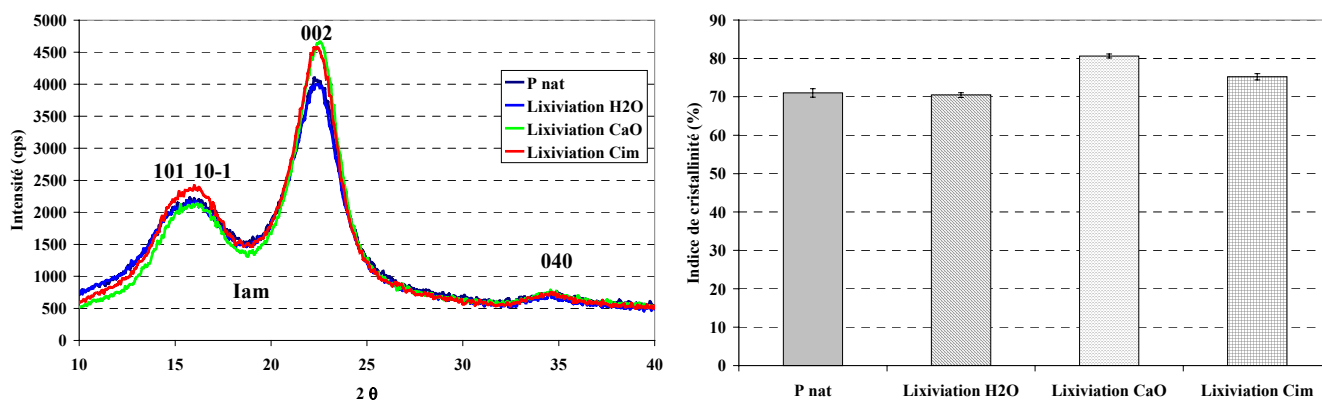 Intensité (cps)
5000
4500
4000
3500
3000
2500
2000
1500
1000
500
0
10 15 20 25 30 35 40
2 θ
002
101 10-1
Iam
040
P nat
Lixiviation H2O
Lixiviation CaO
Lixiviation Cim
Indice de cristallinité (%)
90
80
70
60
50
40
30
20
10
0
P nat Lixiviation H2O Lixiviation CaO Lixiviation Cim